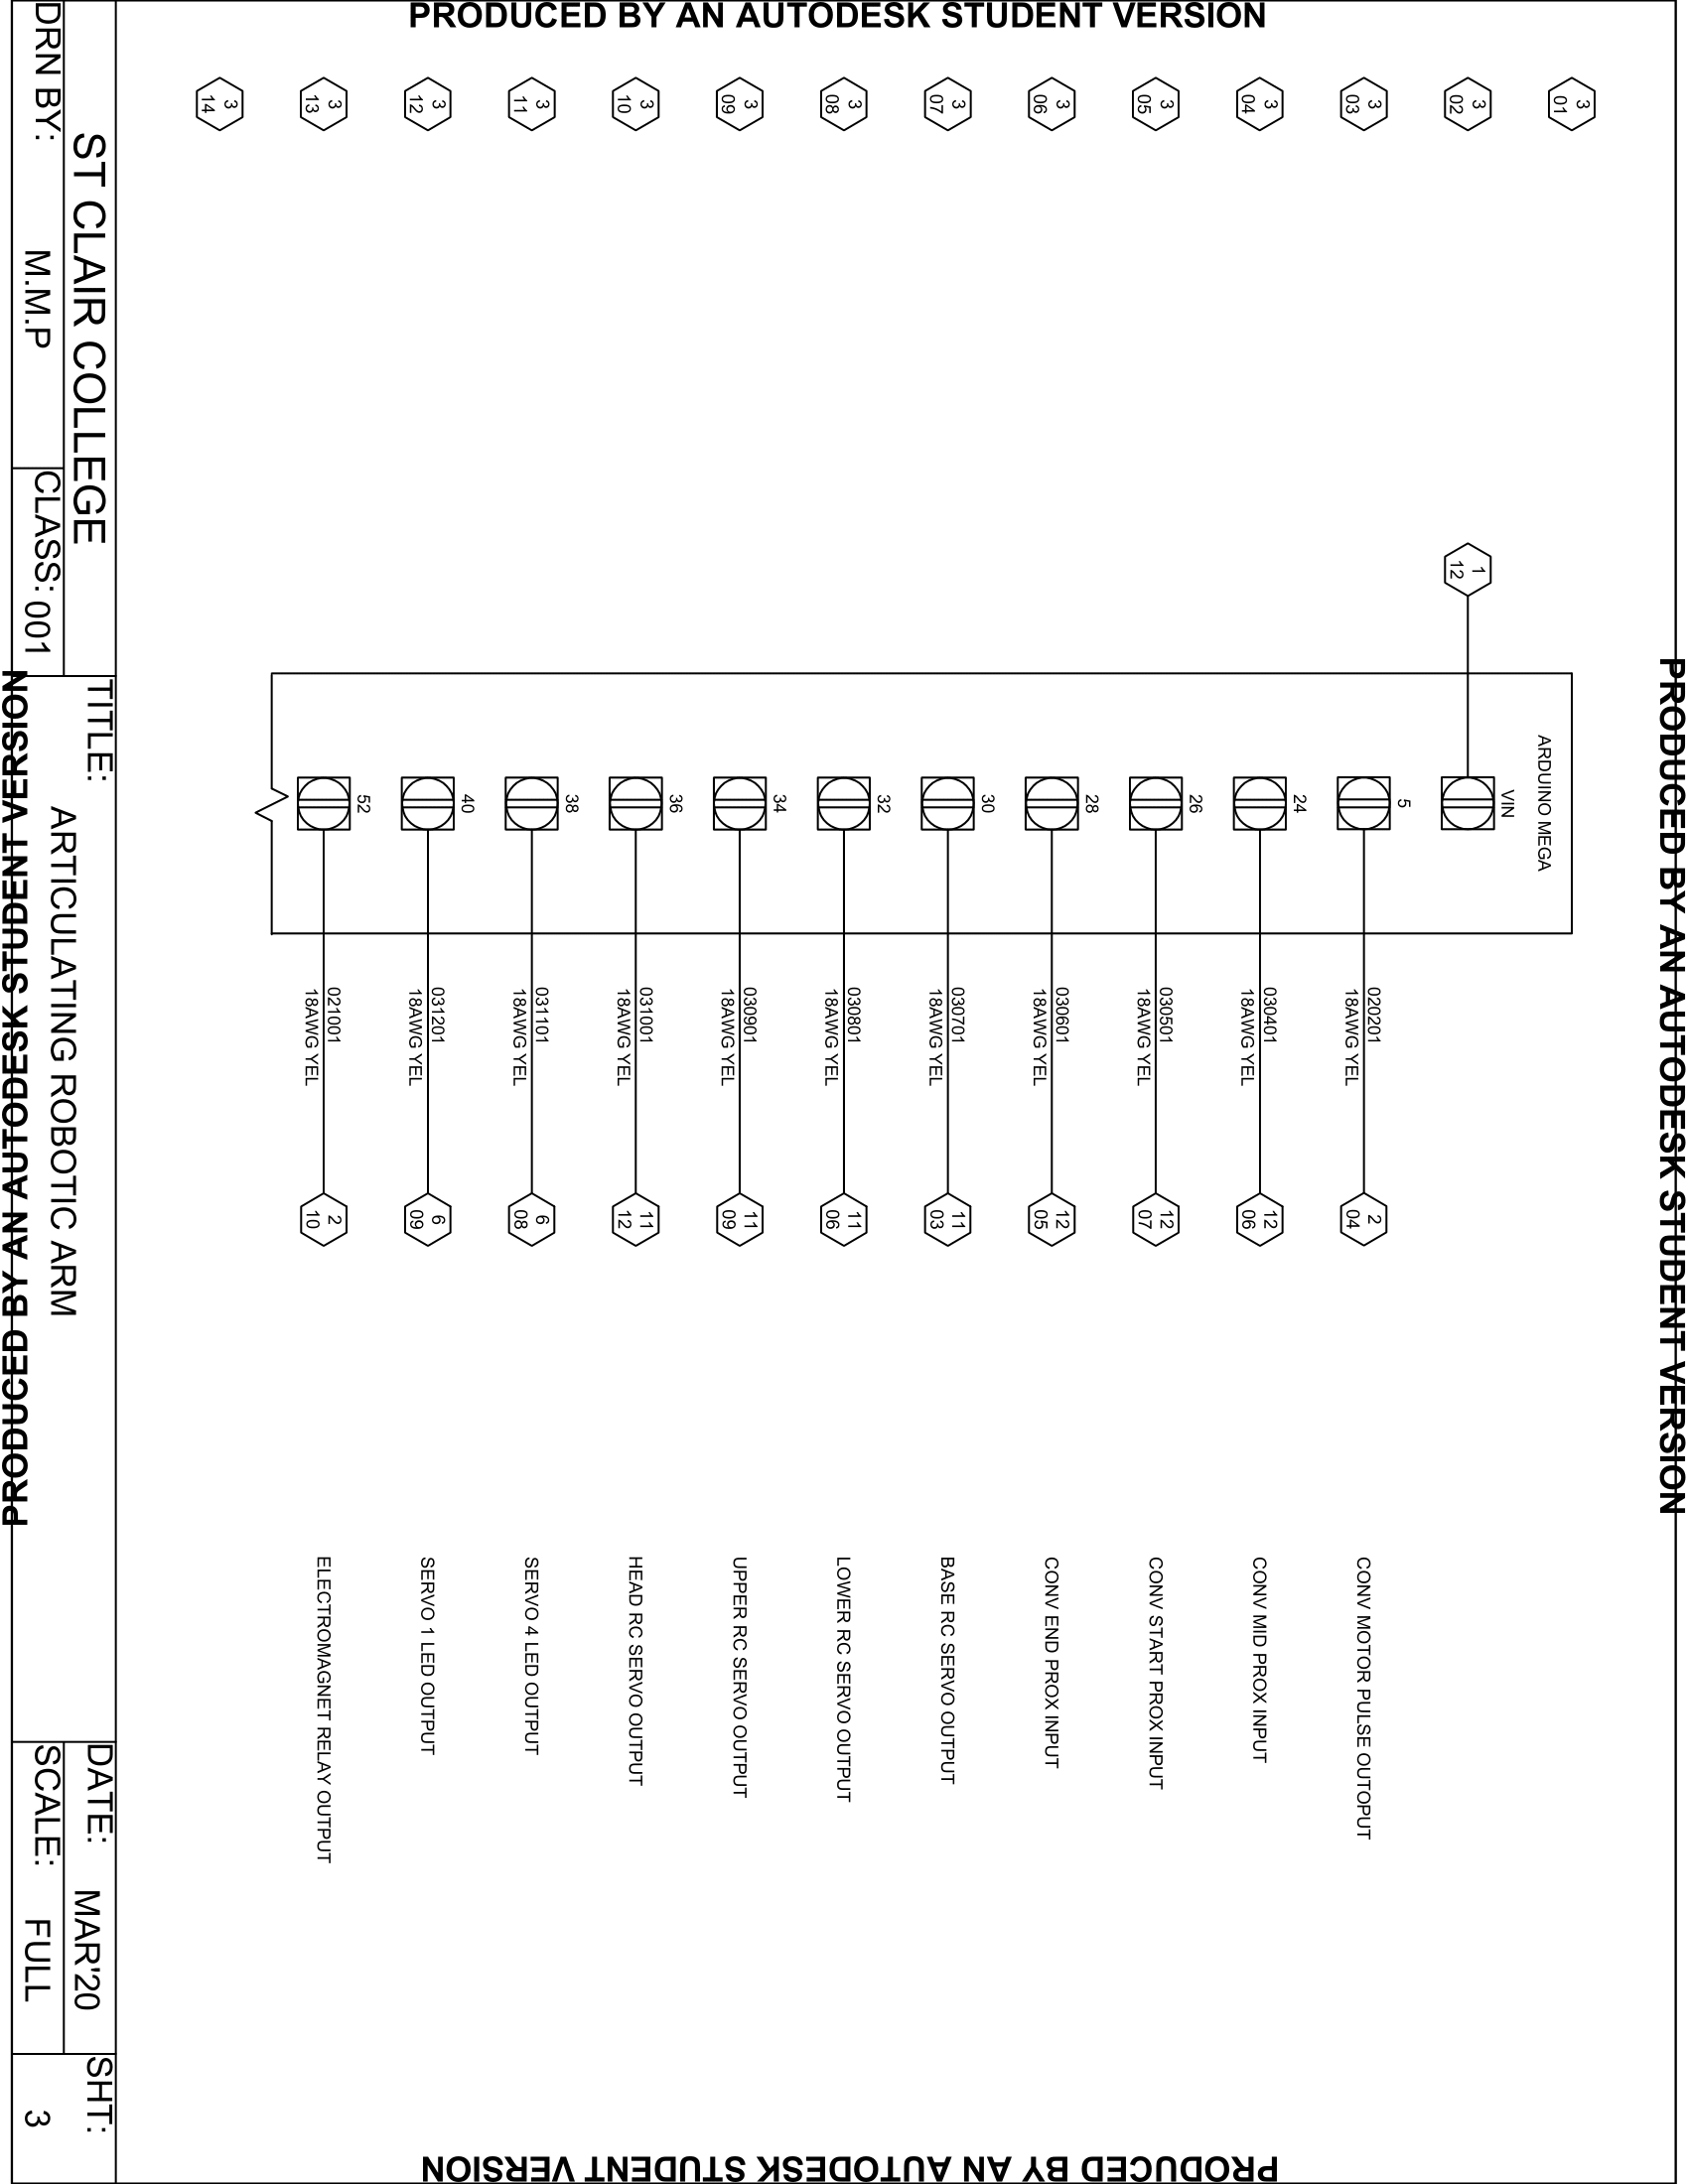 PRODUCED BY AN AUTODESK STUDENT VERSION
PRODUCED BY AN AUTODESK STUDENT VERSION
PRODUCED BY AN AUTODESK STUDENT VERSION
PRODUCED BY AN AUTODESK STUDENT VERSION
3
01
ARDUINO MEGA
3
02
1
12
VIN
3
03
5
020201
18AWG YEL
2
04
CONV MOTOR PULSE OUTOPUT
3
04
24
030401
18AWG YEL
12
06
CONV MID PROX INPUT
3
05
26
030501
18AWG YEL
12
07
CONV START PROX INPUT
3
06
28
030601
18AWG YEL
12
05
CONV END PROX INPUT
3
07
30
030701
18AWG YEL
11
03
BASE RC SERVO OUTPUT
3
08
32
030801
18AWG YEL
11
06
LOWER RC SERVO OUTPUT
3
09
34
030901
18AWG YEL
11
09
UPPER RC SERVO OUTPUT
3
10
36
031001
18AWG YEL
11
12
HEAD RC SERVO OUTPUT
3
11
38
031101
18AWG YEL
6
08
SERVO 4 LED OUTPUT
3
12
40
031201
18AWG YEL
6
09
SERVO 1 LED OUTPUT
3
13
52
021001
18AWG YEL
2
10
ELECTROMAGNET RELAY OUTPUT
3
14
ST CLAIR COLLEGE
DRN BY: M.M.P
CLASS: 001
TITLE:
ARTICULATING ROBOTIC ARM
DATE: MAR'20
SCALE: FULL
SHT:
3